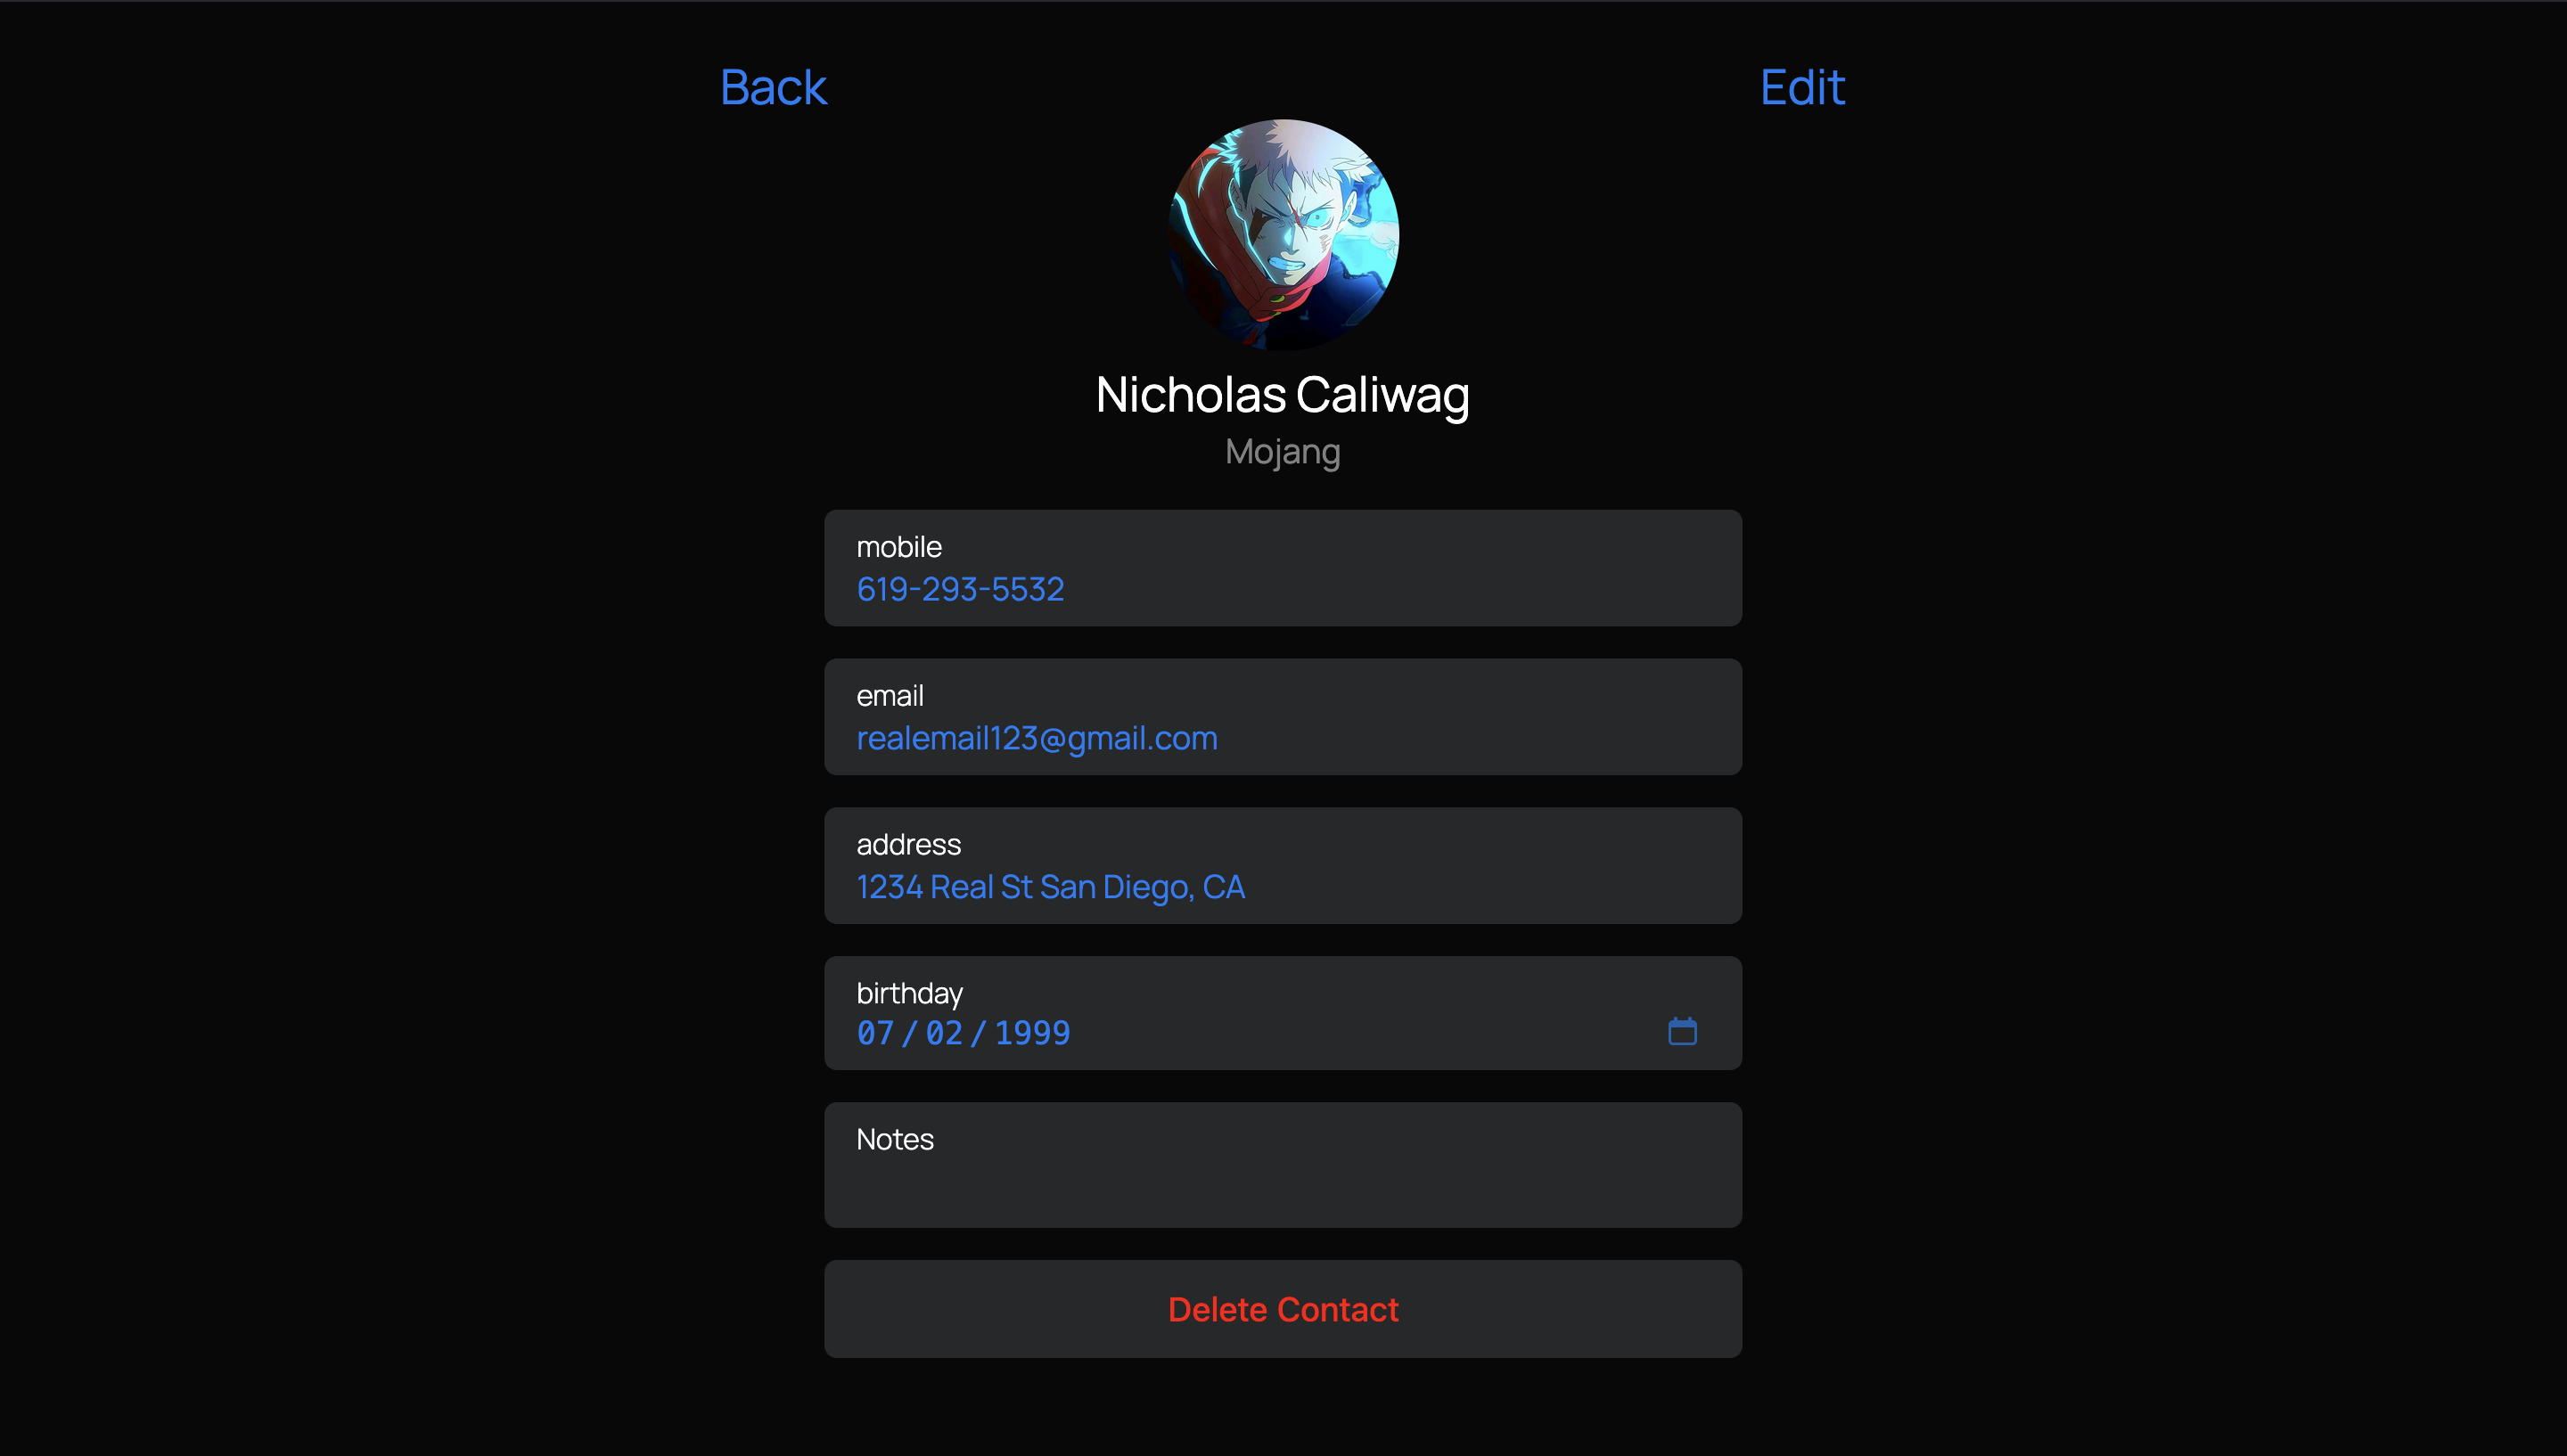 Back
Edit
Nicholas Caliwag
Mojang
mobile
619-293-5532
email
realemail123@gmail.com
address
1234 Real St San Diego, CA
birthday
07/02/1999
Notes
Delete Contact